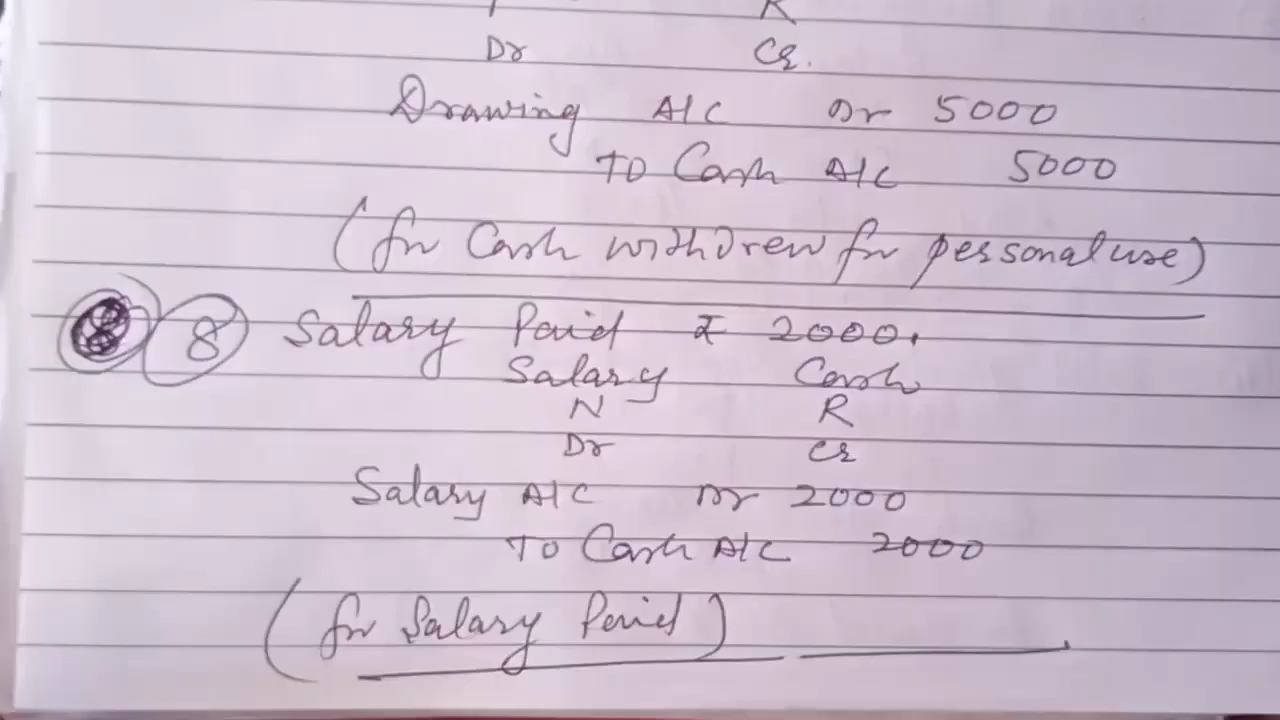 R
Dr Cr.
Drawing A/C Dr 5000
To Cash A/C 5000
(for Cash withdrew for personal use)
8 Salary Paid ₹ 2000.
Salary Cash
N R
Dr Cr
Salary A/C Dr 2000
To Cash A/C 2000
(for Salary Paid)